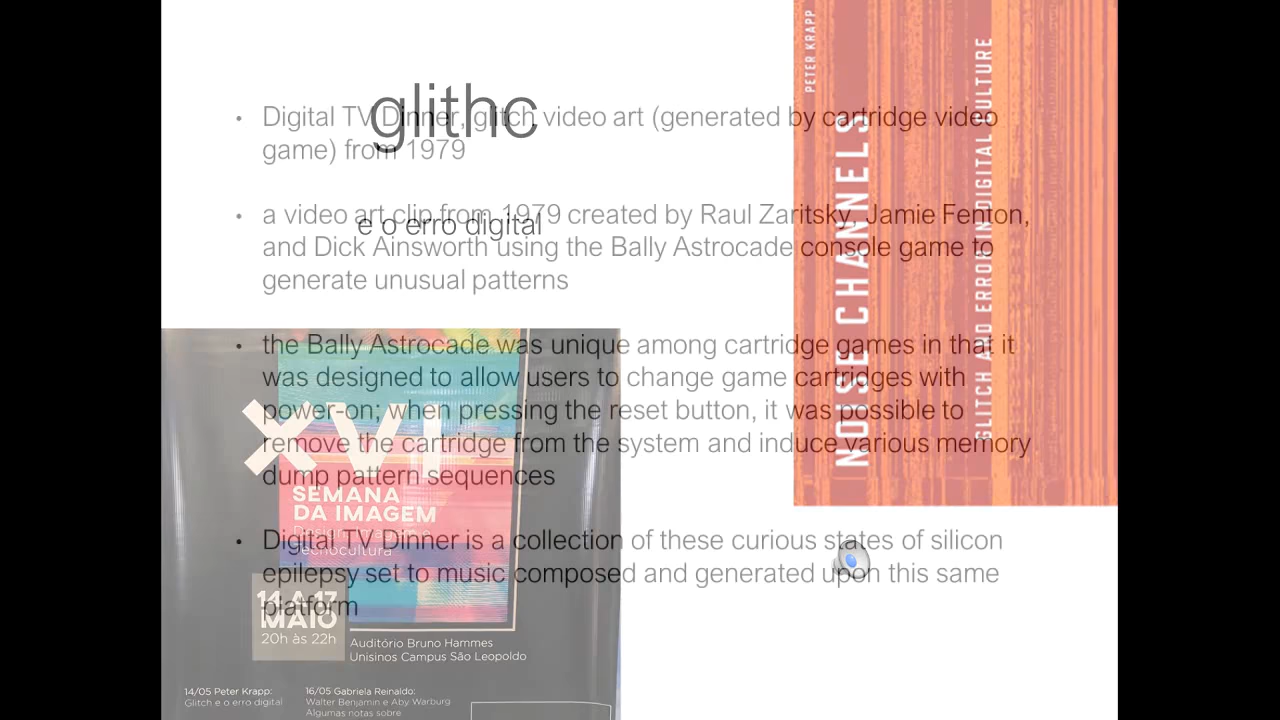 glithc
e o erro digital
• Digital TV Dinner, glitch video art (generated by cartridge video
game) from 1979
• a video art clip from 1979 created by Raul Zaritsky, Jamie Fenton,
and Dick Ainsworth using the Bally Astrocade console game to
generate unusual patterns
• the Bally Astrocade was unique among cartridge games in that it
was designed to allow users to change game cartridges with
power-on; when pressing the reset button, it was possible to
remove the cartridge from the system and induce various memory
dump pattern sequences
• Digital TV Dinner is a collection of these curious states of silicon
epilepsy set to music composed and generated upon this same
platform
PETER KRAPP
NOISE CHANNELS
GLITCH AND ERROR IN DIGITAL CULTURE
XVI
SEMANA
DA IMAGEM
Design, Imagem e
Tecnocultura
14 A 17
MAIO
20h às 22h
Auditório Bruno Hammes
Unisinos Campus São Leopoldo
14/05 Peter Krapp:
Glitch e o erro digital
16/05 Gabriela Reinaldo:
Walter Benjamin e Aby Warburg
Algumas notas sobre